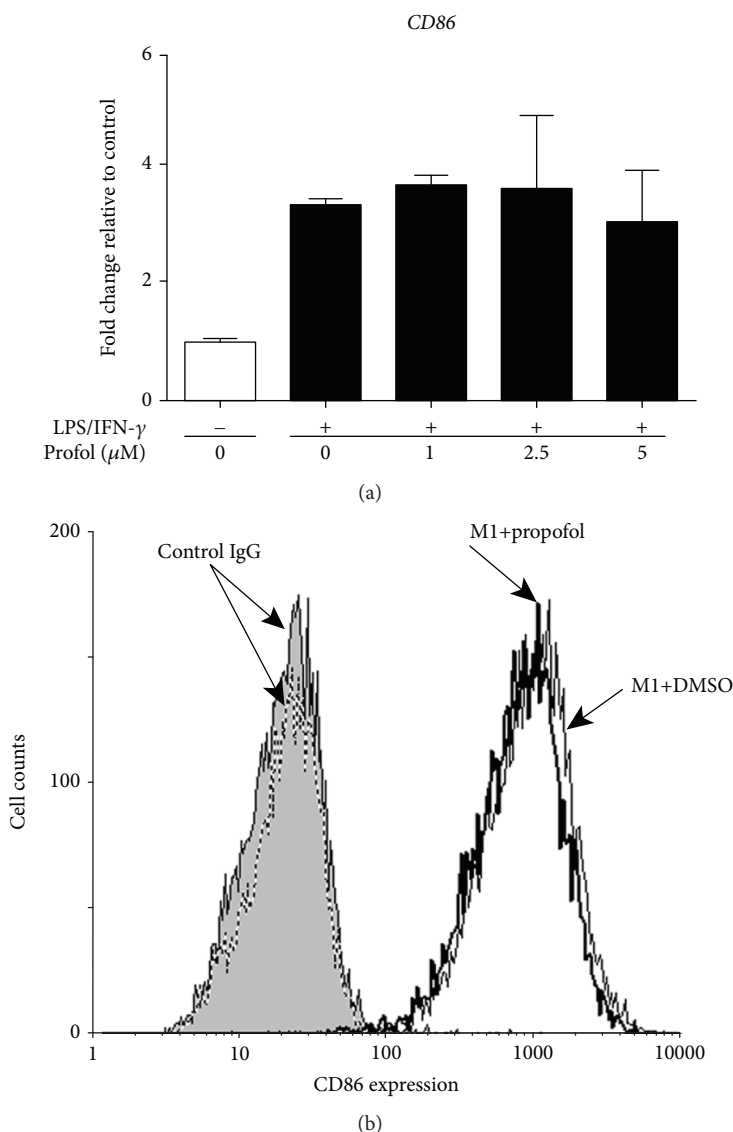 CD86
6
4
2
0
Fold change relative to control
LPS/IFN-γ − + + + +
Profol (μM) 0 0 1 2.5 5
(a)
200
100
0
Cell counts
Control IgG
M1+propofol
M1+DMSO
1 10 100 1000 10000
CD86 expression
(b)